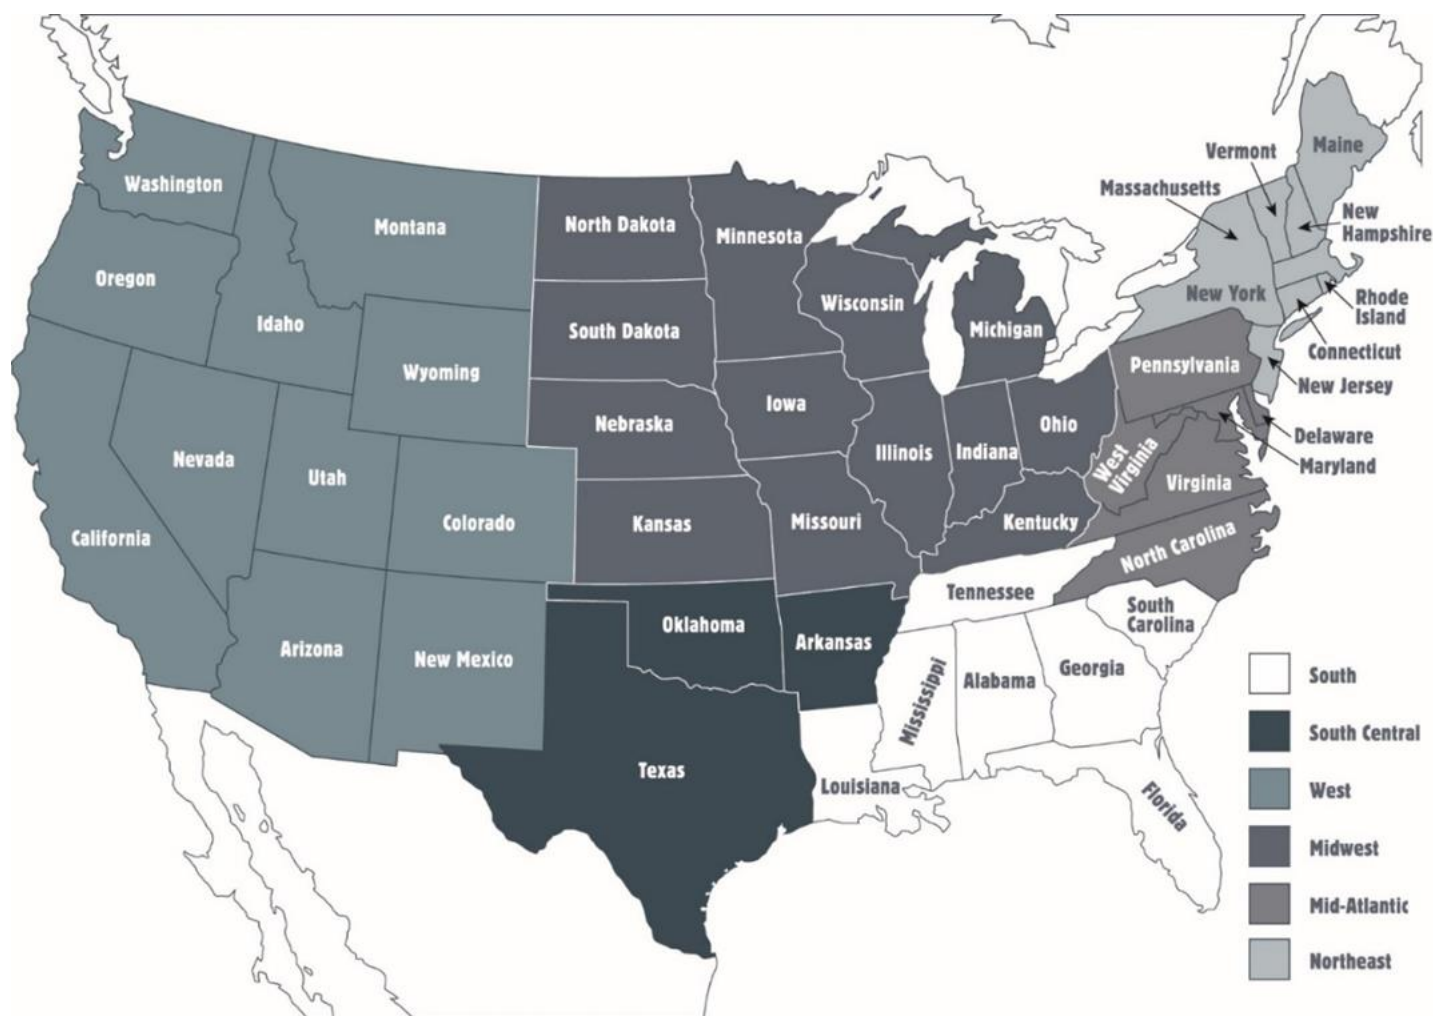 Maine
Vermont
Massachusetts
Washington
New
Hampshire
North Dakota
Montana
Minnesota
Oregon
New York
Rhode
Island
Wisconsin
Idaho
South Dakota
Michigan
Connecticut
Pennsylvania
Wyoming
New Jersey
Iowa
Nebraska
Ohio
Delaware
Nevada
Illinois
Indiana
West
Virginia
Maryland
Utah
Virginia
Colorado
Kansas
Missouri
Kentucky
California
North Carolina
Tennessee
South
Carolina
Oklahoma
Arkansas
Arizona
New Mexico
Mississippi
Alabama
Georgia
Texas
Louisiana
Florida
South
South Central
West
Midwest
Mid-Atlantic
Northeast